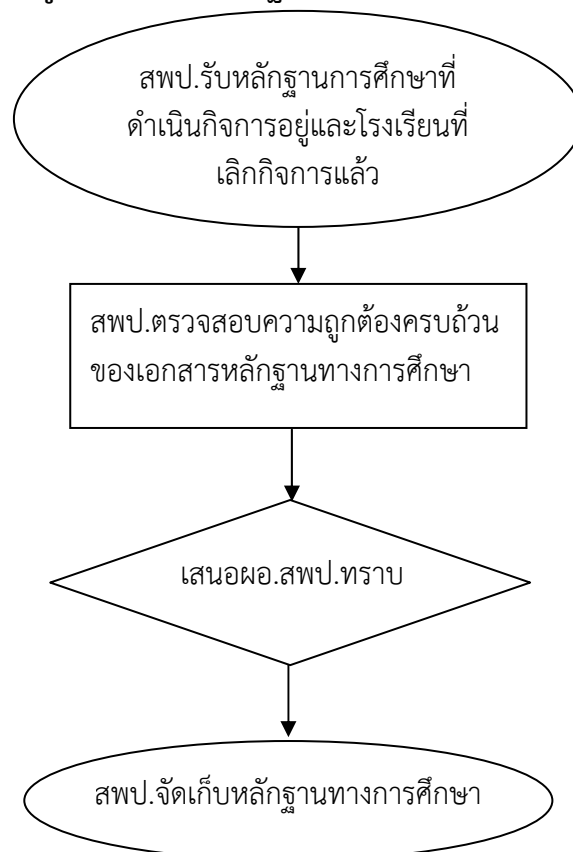 สพป.รับหลักฐานการศึกษาที่
ดำเนินกิจการอยู่และโรงเรียนที่
เลิกกิจการแล้ว
สพป.ตรวจสอบความถูกต้องครบถ้วน
ของเอกสารหลักฐานทางการศึกษา
เสนอผอ.สพป.ทราบ
สพป.จัดเก็บหลักฐานทางการศึกษา